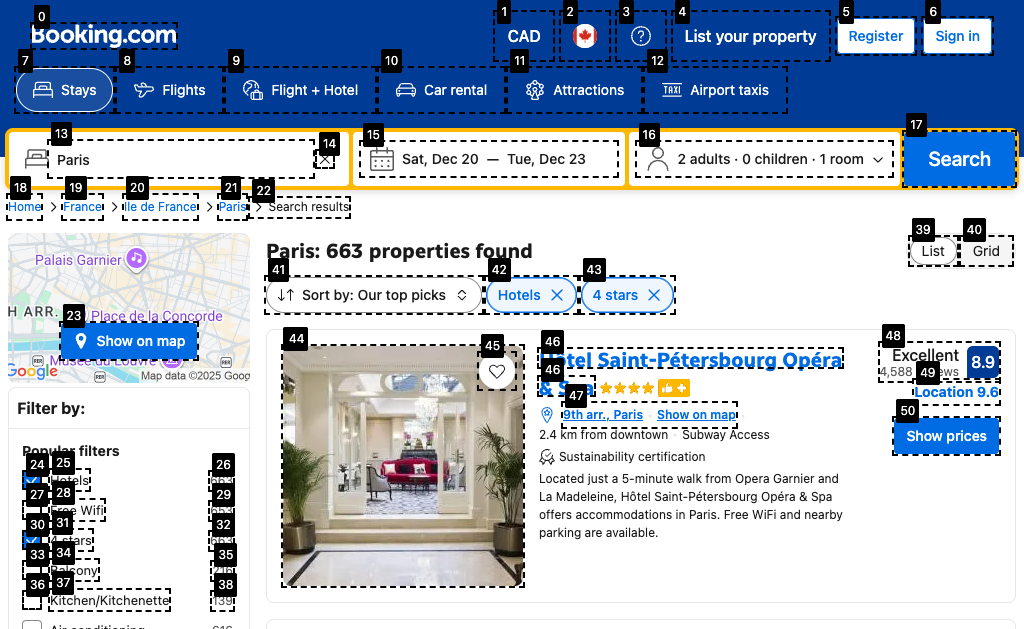 Booking.com
CAD
List your property
Register
Sign in
Stays
Flights
Flight + Hotel
Car rental
Attractions
Airport taxis
Paris
Sat, Dec 20 — Tue, Dec 23
2 adults · 0 children · 1 room
Search
Home > France > Ile de France > Paris > Search results
0
1
2
3
4
5
6
7
8
9
10
11
12
13
14
15
16
17
18
19
20
21
22
23
24
25
26
27
28
29
30
31
32
33
34
35
36
37
38
39
40
41
42
43
44
45
46
46
47
48
49
50
Palais Garnier
H ARR.
Place de la Concorde
Show on map
Musée du Louvre
Google
Map data ©2025 Goog
Filter by:
Popular filters
Hotels
Free Wifi
4 stars
Balcony
Kitchen/Kitchenette
139
Air conditioning
616
Paris: 663 properties found
List
Grid
Sort by: Our top picks
Hotels
4 stars
Hôtel Saint-Pétersbourg Opéra
& Spa
9th arr., Paris · Show on map
2.4 km from downtown · Subway Access
Sustainability certification
Located just a 5-minute walk from Opera Garnier and
La Madeleine, Hôtel Saint-Pétersbourg Opéra & Spa
offers accommodations in Paris. Free WiFi and nearby
parking are available.
Excellent
8.9
4,588
Location 9.6
Show prices